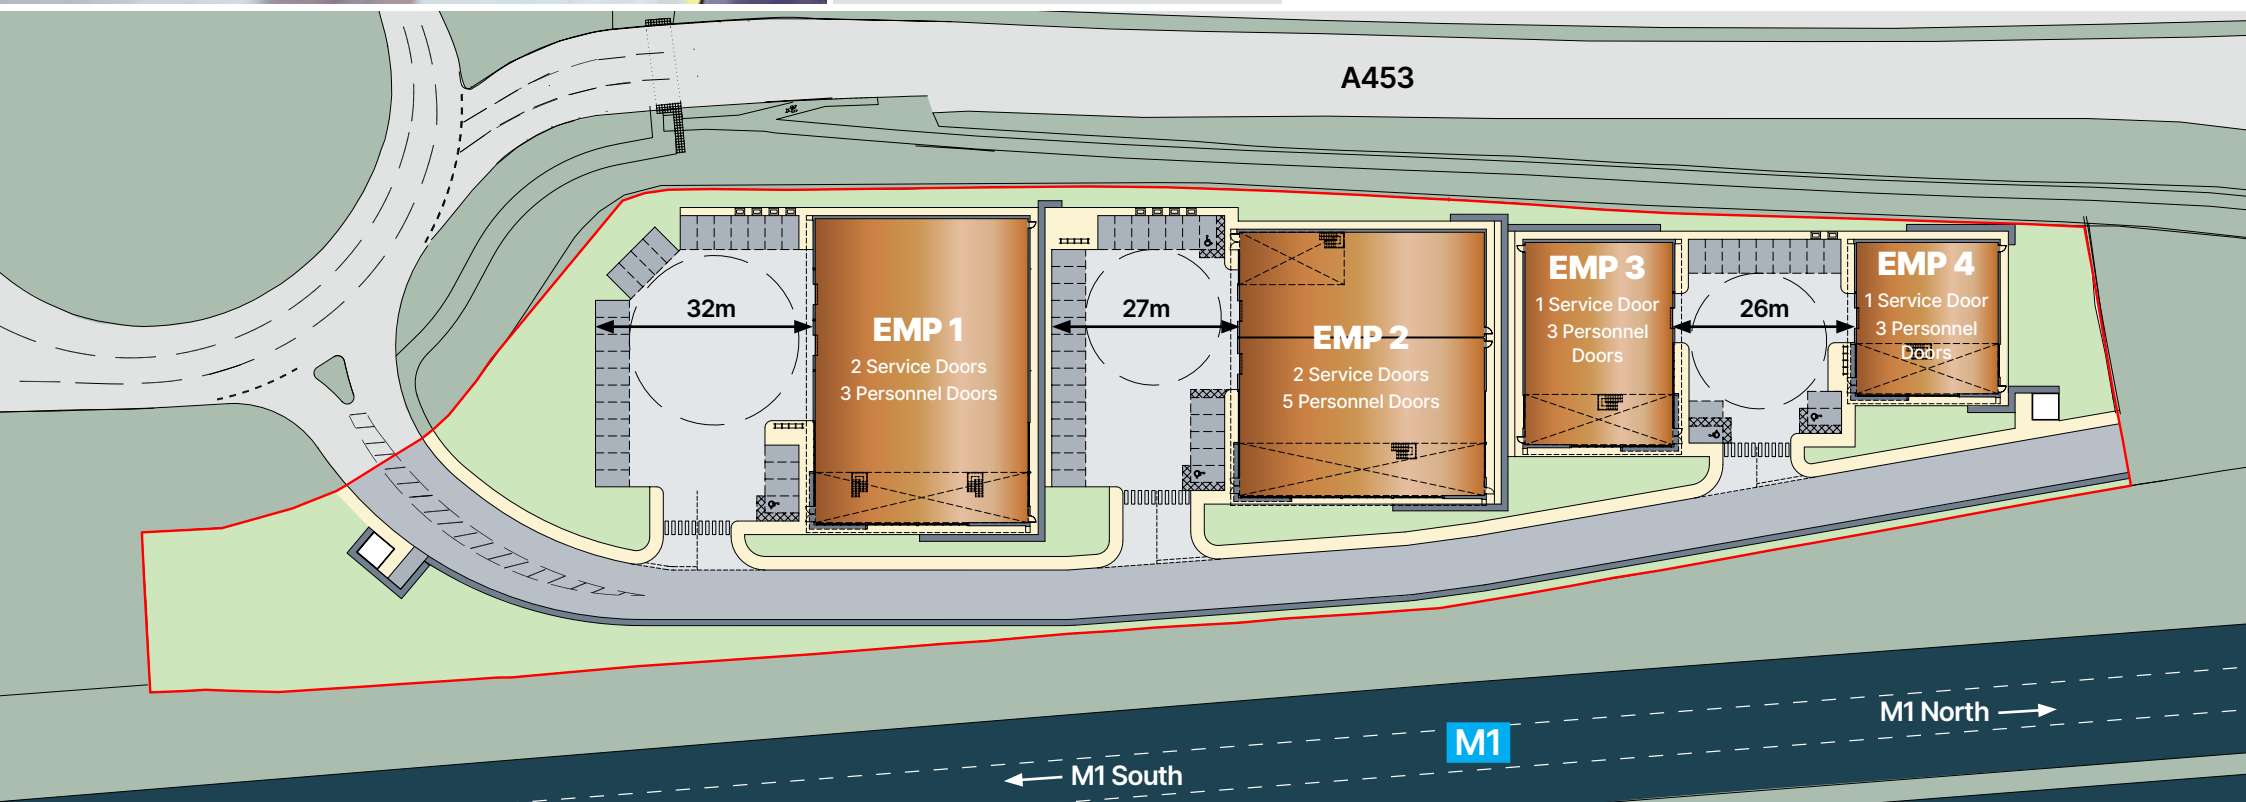 A453
32m
EMP 1
2 Service Doors
3 Personnel Doors
27m
EMP 2
2 Service Doors
5 Personnel Doors
EMP 3
1 Service Door
3 Personnel
Doors
26m
EMP 4
1 Service Door
3 Personnel
Doors
M1 North
M1
M1 South